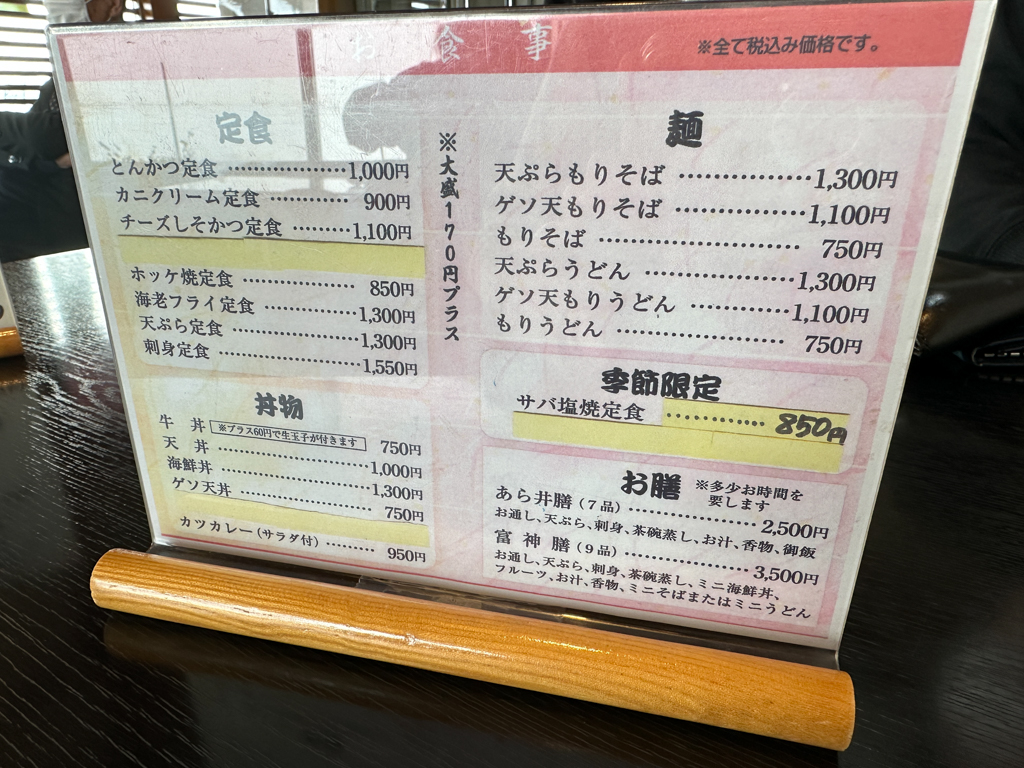 お食事
※全て税込み価格です。
定食
とんかつ定食 ………………… 1,000円
カニクリーム定食 ………… 900円
チーズしそかつ定食 ……… 1,100円
ホッケ焼定食 ………………… 850円
海老フライ定食 ……………… 1,300円
天ぷら定食 …………………… 1,300円
刺身定食 ……………………… 1,550円
丼物
牛丼 ※プラス60円で生玉子が付きます 750円
天丼 ………………………… 1,000円
海鮮丼 ……………………… 1,300円
ゲソ天丼 …………………… 750円
カツカレー(サラダ付) ……… 950円
※大盛170円プラス
麺
天ぷらもりそば ……………… 1,300円
ゲソ天もりそば ……………… 1,100円
もりそば ……………………… 750円
天ぷらうどん ………………… 1,300円
ゲソ天もりうどん …………… 1,100円
もりうどん …………………… 750円
季節限定
サバ塩焼定食 ………… 850円
お膳
※多少お時間を
要します
あら井膳(7品) ………………… 2,500円
お通し、天ぷら、刺身、茶碗蒸し、お汁、香物、御飯
富神膳(9品) ………………… 3,500円
お通し、天ぷら、刺身、茶碗蒸し、ミニ海鮮丼、
フルーツ、お汁、香物、ミニそばまたはミニうどん